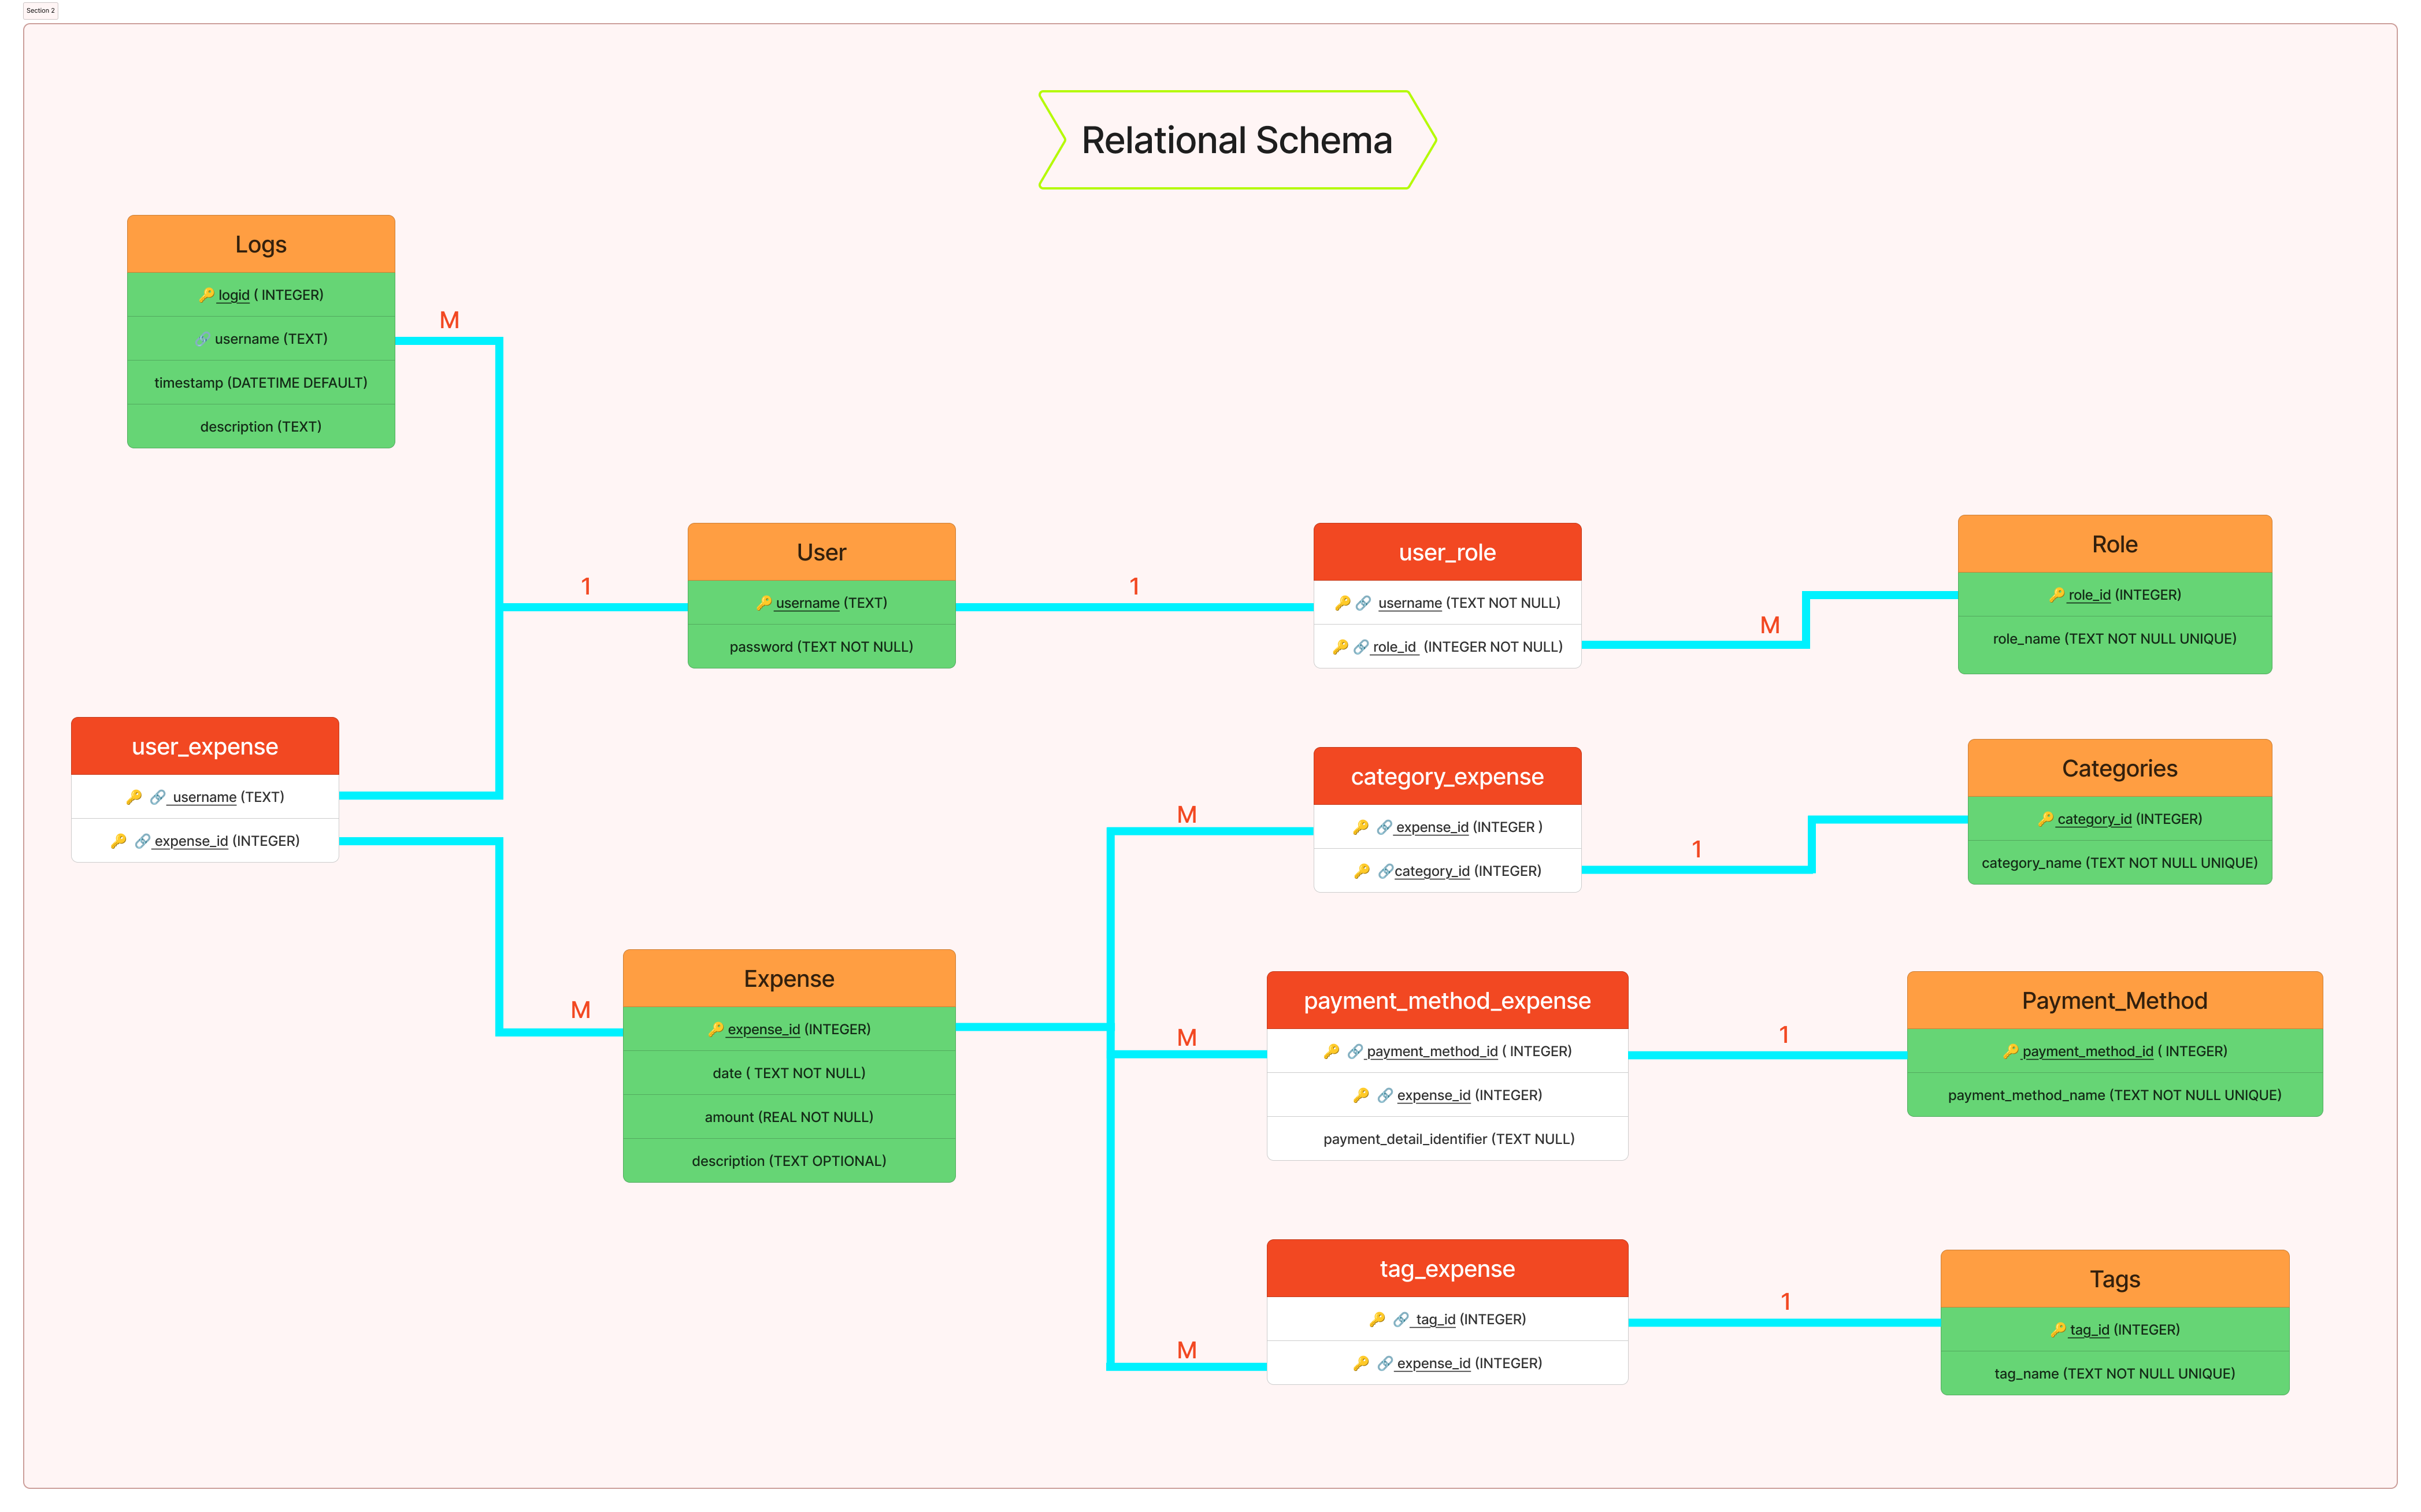 Section 2
Relational Schema
Logs
🔑 logid ( INTEGER)
🔗 username (TEXT)
timestamp (DATETIME DEFAULT)
description (TEXT)
M
1
User
🔑 username (TEXT)
password (TEXT NOT NULL)
1
user_role
🔑 🔗 username (TEXT NOT NULL)
🔑 🔗 role_id (INTEGER NOT NULL)
M
Role
🔑 role_id (INTEGER)
role_name (TEXT NOT NULL UNIQUE)
user_expense
🔑 🔗 username (TEXT)
🔑 🔗 expense_id (INTEGER)
M
category_expense
🔑 🔗 expense_id (INTEGER )
🔑 🔗category_id (INTEGER)
M
1
Categories
🔑 category_id (INTEGER)
category_name (TEXT NOT NULL UNIQUE)
Expense
🔑 expense_id (INTEGER)
date ( TEXT NOT NULL)
amount (REAL NOT NULL)
description (TEXT OPTIONAL)
M
payment_method_expense
🔑 🔗 payment_method_id ( INTEGER)
🔑 🔗 expense_id (INTEGER)
payment_detail_identifier (TEXT NULL)
1
Payment_Method
🔑 payment_method_id ( INTEGER)
payment_method_name (TEXT NOT NULL UNIQUE)
M
tag_expense
🔑 🔗 tag_id (INTEGER)
🔑 🔗 expense_id (INTEGER)
1
Tags
🔑 tag_id (INTEGER)
tag_name (TEXT NOT NULL UNIQUE)